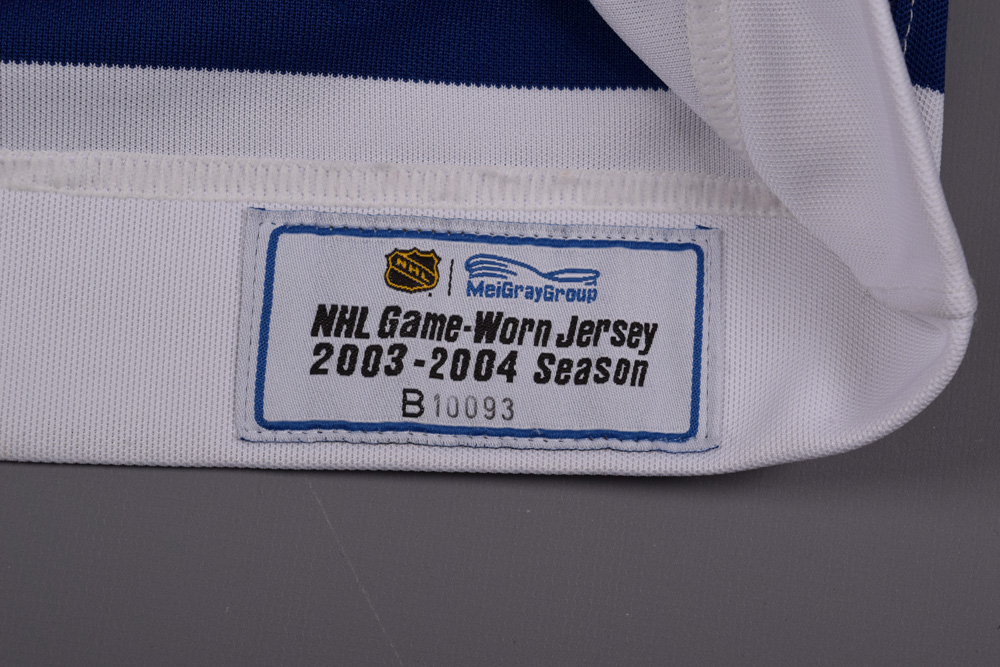 NHL
MeiGrayGroup
NHL Game-Worn Jersey
2003-2004 Season
B10093